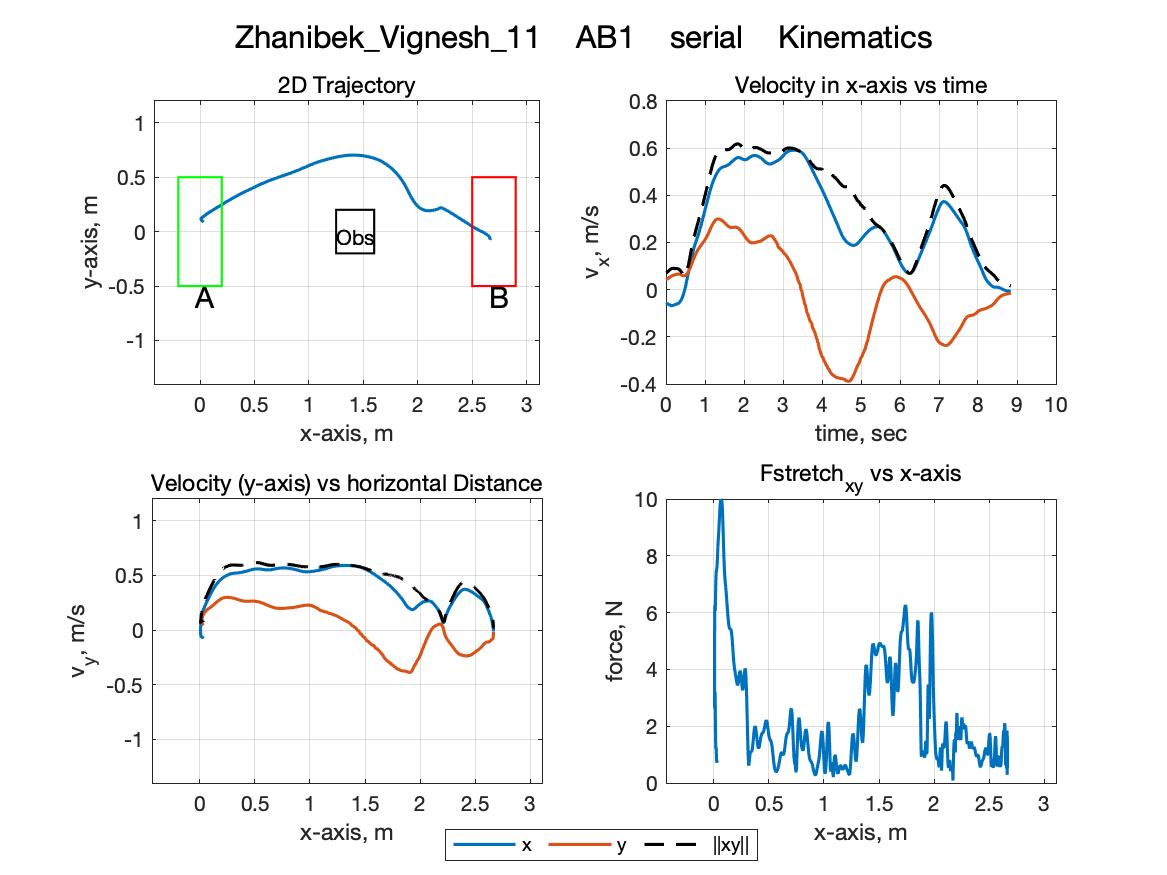 Zhanibek_Vignesh_11 AB1 serial Kinematics
2D Trajectory
y-axis, m
1
0.5
0
-0.5
-1
Obs
A
B
0 0.5 1 1.5 2 2.5 3
x-axis, m
Velocity in x-axis vs time
vx, m/s
0.8
0.6
0.4
0.2
0
-0.2
-0.4
0 1 2 3 4 5 6 7 8 9 10
time, sec
Velocity (y-axis) vs horizontal Distance
vy, m/s
1
0.5
0
-0.5
-1
0 0.5 1 1.5 2 2.5 3
x-axis, m
Fstretchxy vs x-axis
force, N
10
8
6
4
2
0
0 0.5 1 1.5 2 2.5 3
x-axis, m
x y ||xy||